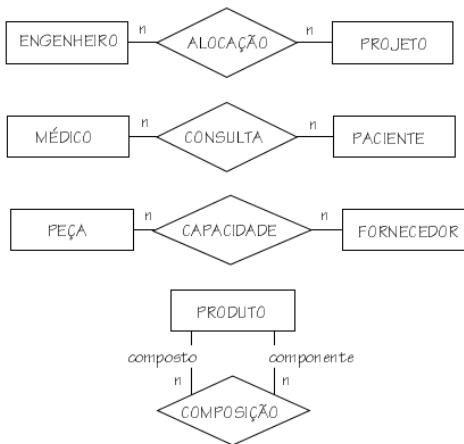 ENGENHEIRO n ALOCAÇÃO n PROJETO
MÉDICO n CONSULTA n PACIENTE
PEÇA n CAPACIDADE n FORNECEDOR
PRODUTO
composto componente
n n
COMPOSIÇÃO